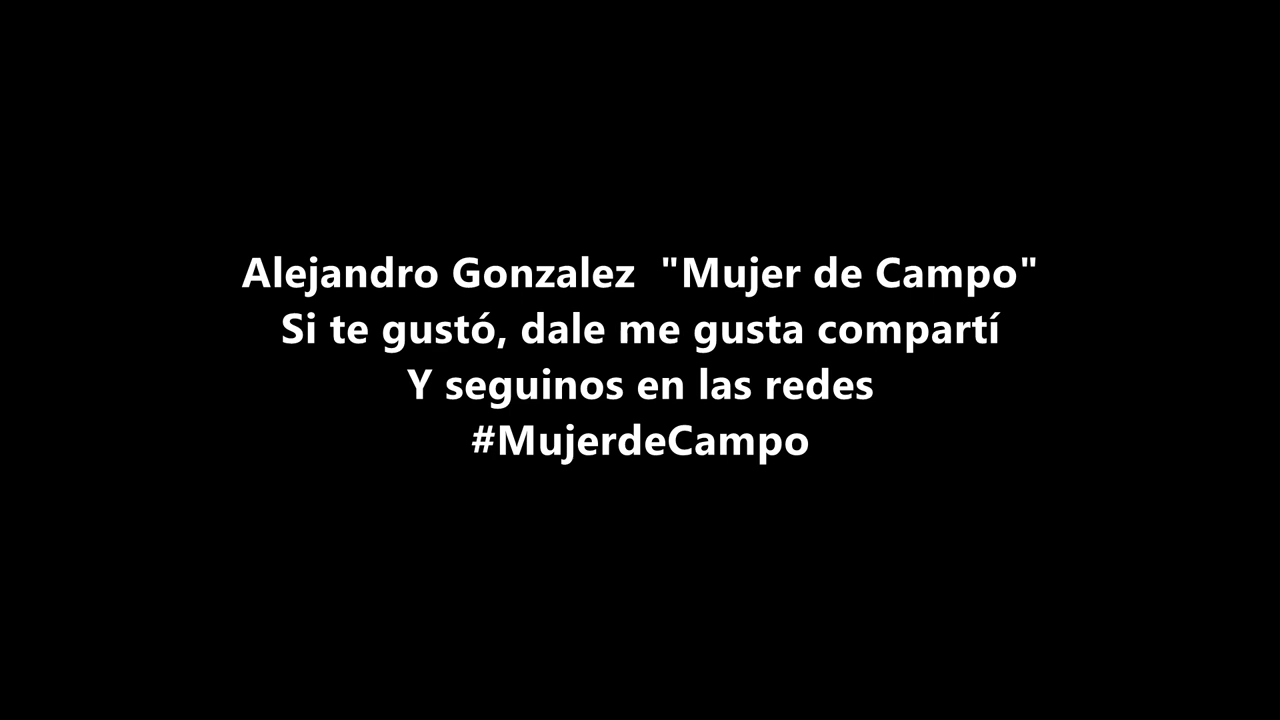 Alejandro Gonzalez  "Mujer de Campo"
Si te gustó, dale me gusta compartí
Y seguinos en las redes
#MujerdeCampo